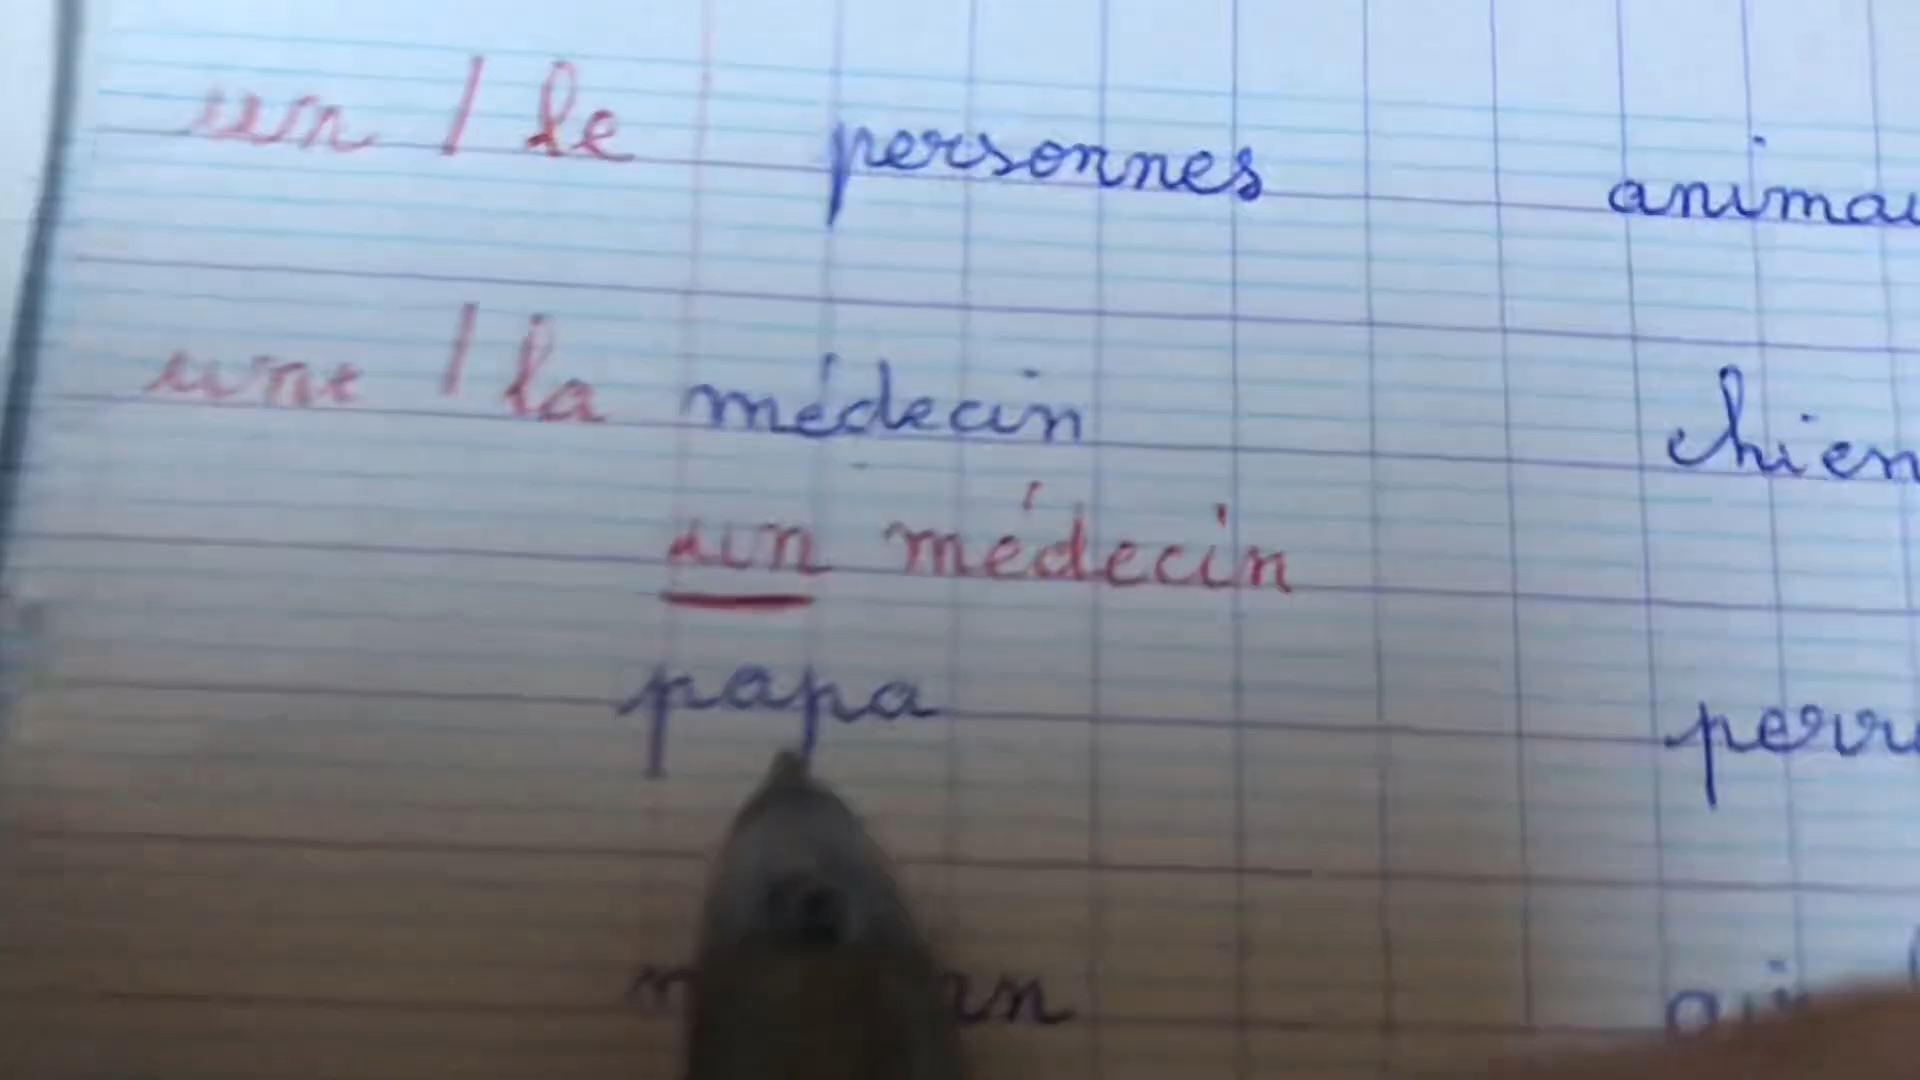 un / le personnes
une / la médecin chien
un médecin
papa